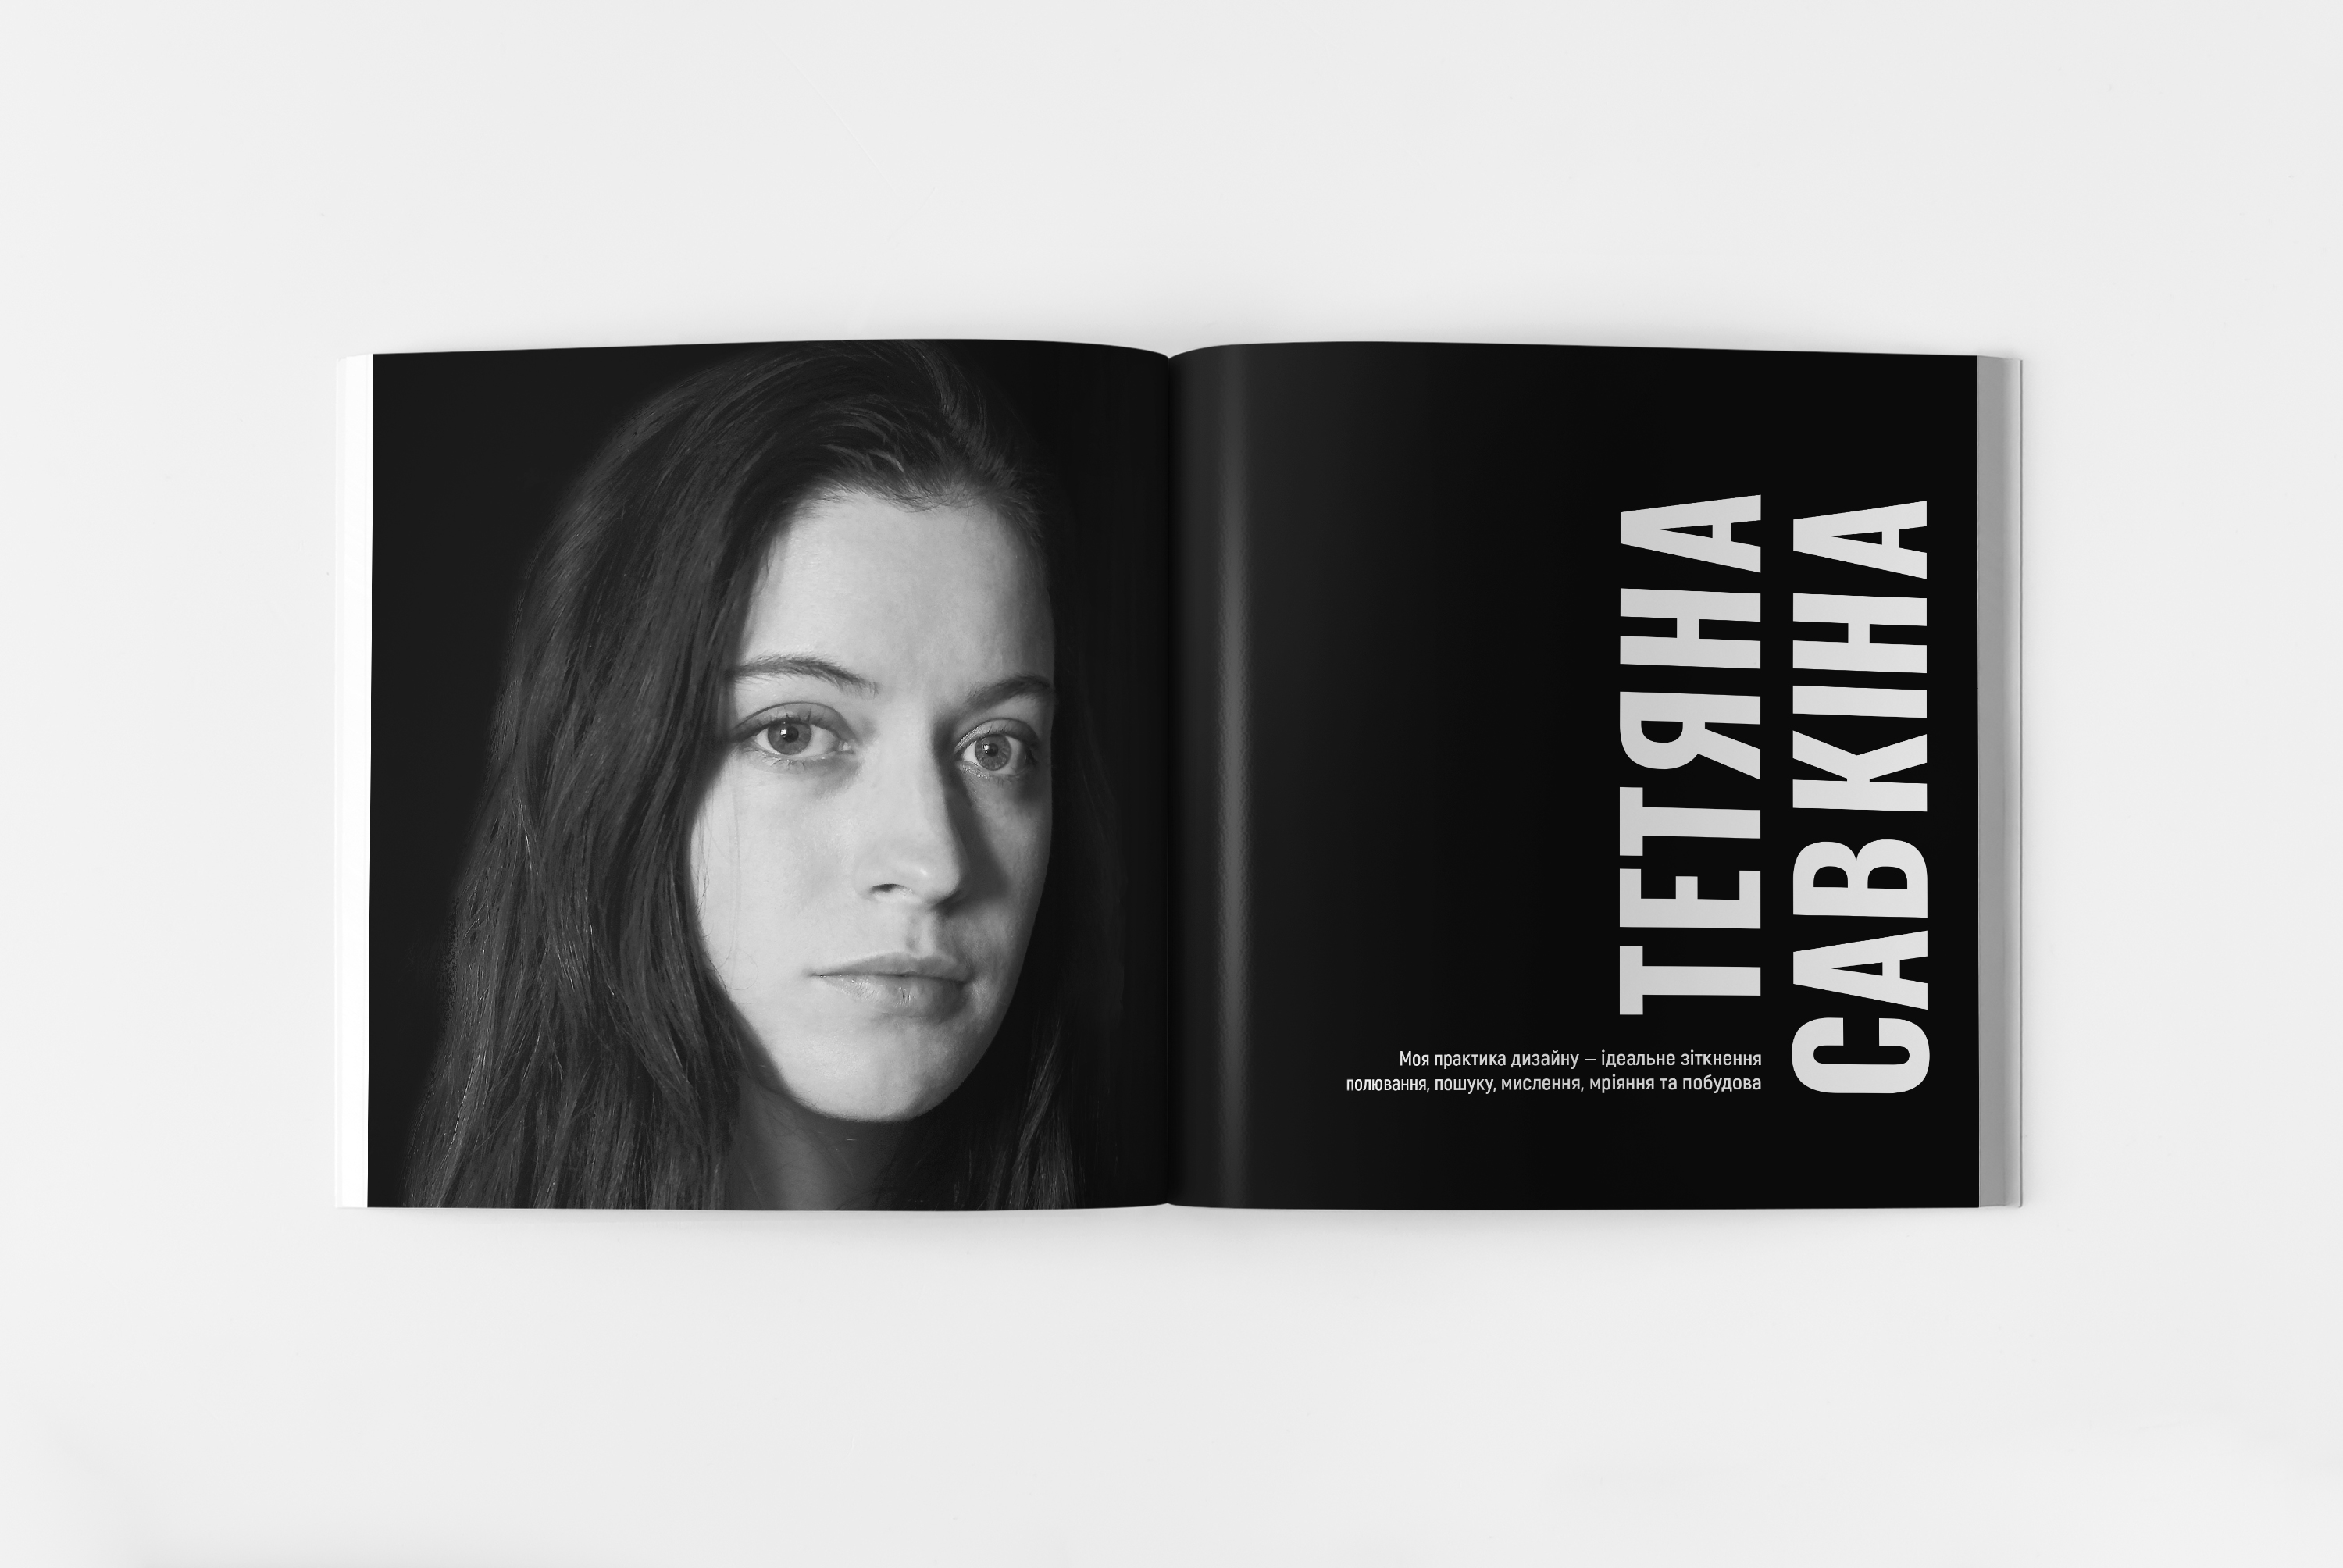 ТЕТЯНА
САВКІНА
Моя практика дизайну – ідеальне зіткнення
полювання, пошуку, мислення, мріяння та побудова